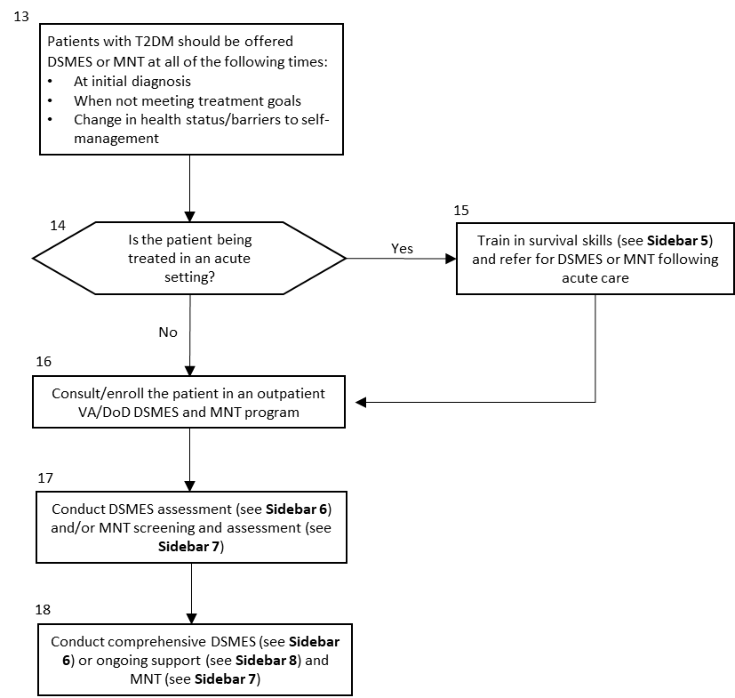 13
Patients with T2DM should be offered
DSMES or MNT at all of the following times:
• At initial diagnosis
• When not meeting treatment goals
• Change in health status/barriers to self-
management
14
Is the patient being
treated in an acute
setting?
Yes
15
Train in survival skills (see Sidebar 5)
and refer for DSMES or MNT following
acute care
No
16
Consult/enroll the patient in an outpatient
VA/DoD DSMES and MNT program
17
Conduct DSMES assessment (see Sidebar 6)
and/or MNT screening and assessment (see
Sidebar 7)
18
Conduct comprehensive DSMES (see Sidebar
6) or ongoing support (see Sidebar 8) and
MNT (see Sidebar 7)